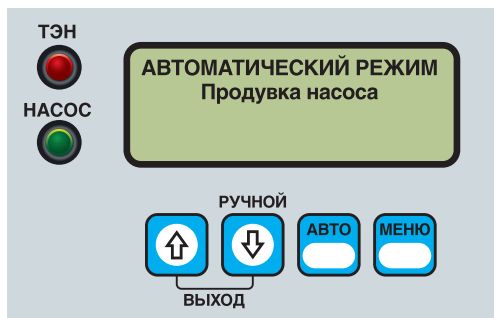 ТЭН
НАСОС
АВТОМАТИЧЕСКИЙ РЕЖИМ
Продувка насоса
РУЧНОЙ
АВТО
МЕНЮ
ВЫХОД